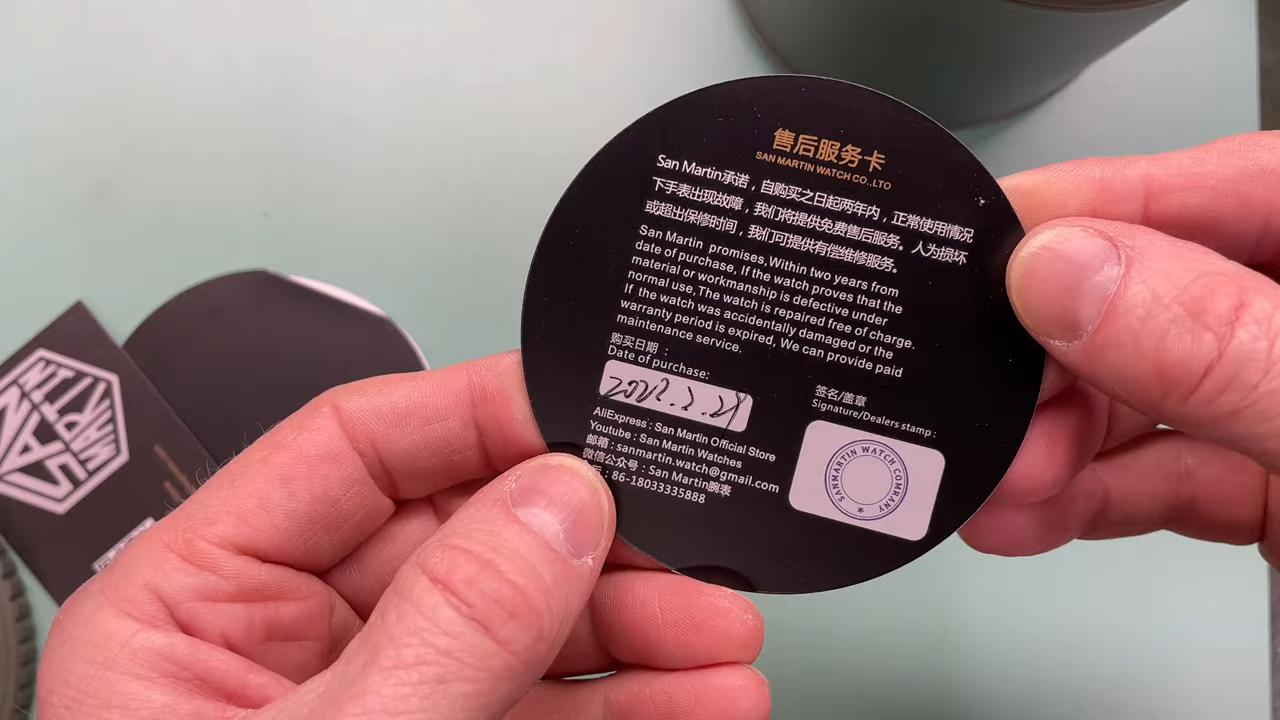 售后服务卡
SAN MARTIN WATCH CO.,LTO
San Martin承诺，自购买之日起两年内，正常使用情况
下手表出现故障，我们将提供免费售后服务。人为损坏
或超出保修时间，我们可提供有偿维修服务。
San Martin promises,Within two years from
date of purchase, If the watch proves that the
material or workmanship is defective under
normal use,The watch is repaired free of charge.
If the watch was accidentally damaged or the
warranty period is expired, We can provide paid
maintenance service.
购买日期：
Date of purchase:
2022.2.21
签名/盖章
Signature/Dealers stamp :
AliExpress : San Martin Official Store
Youtube : San Martin Watches
邮箱 : sanmartin.watch@gmail.com
微信公众号 : San Martin腕表
: 86-18033335888
SANMARTIN WATCH COMPRANY
SAN
MARTIN